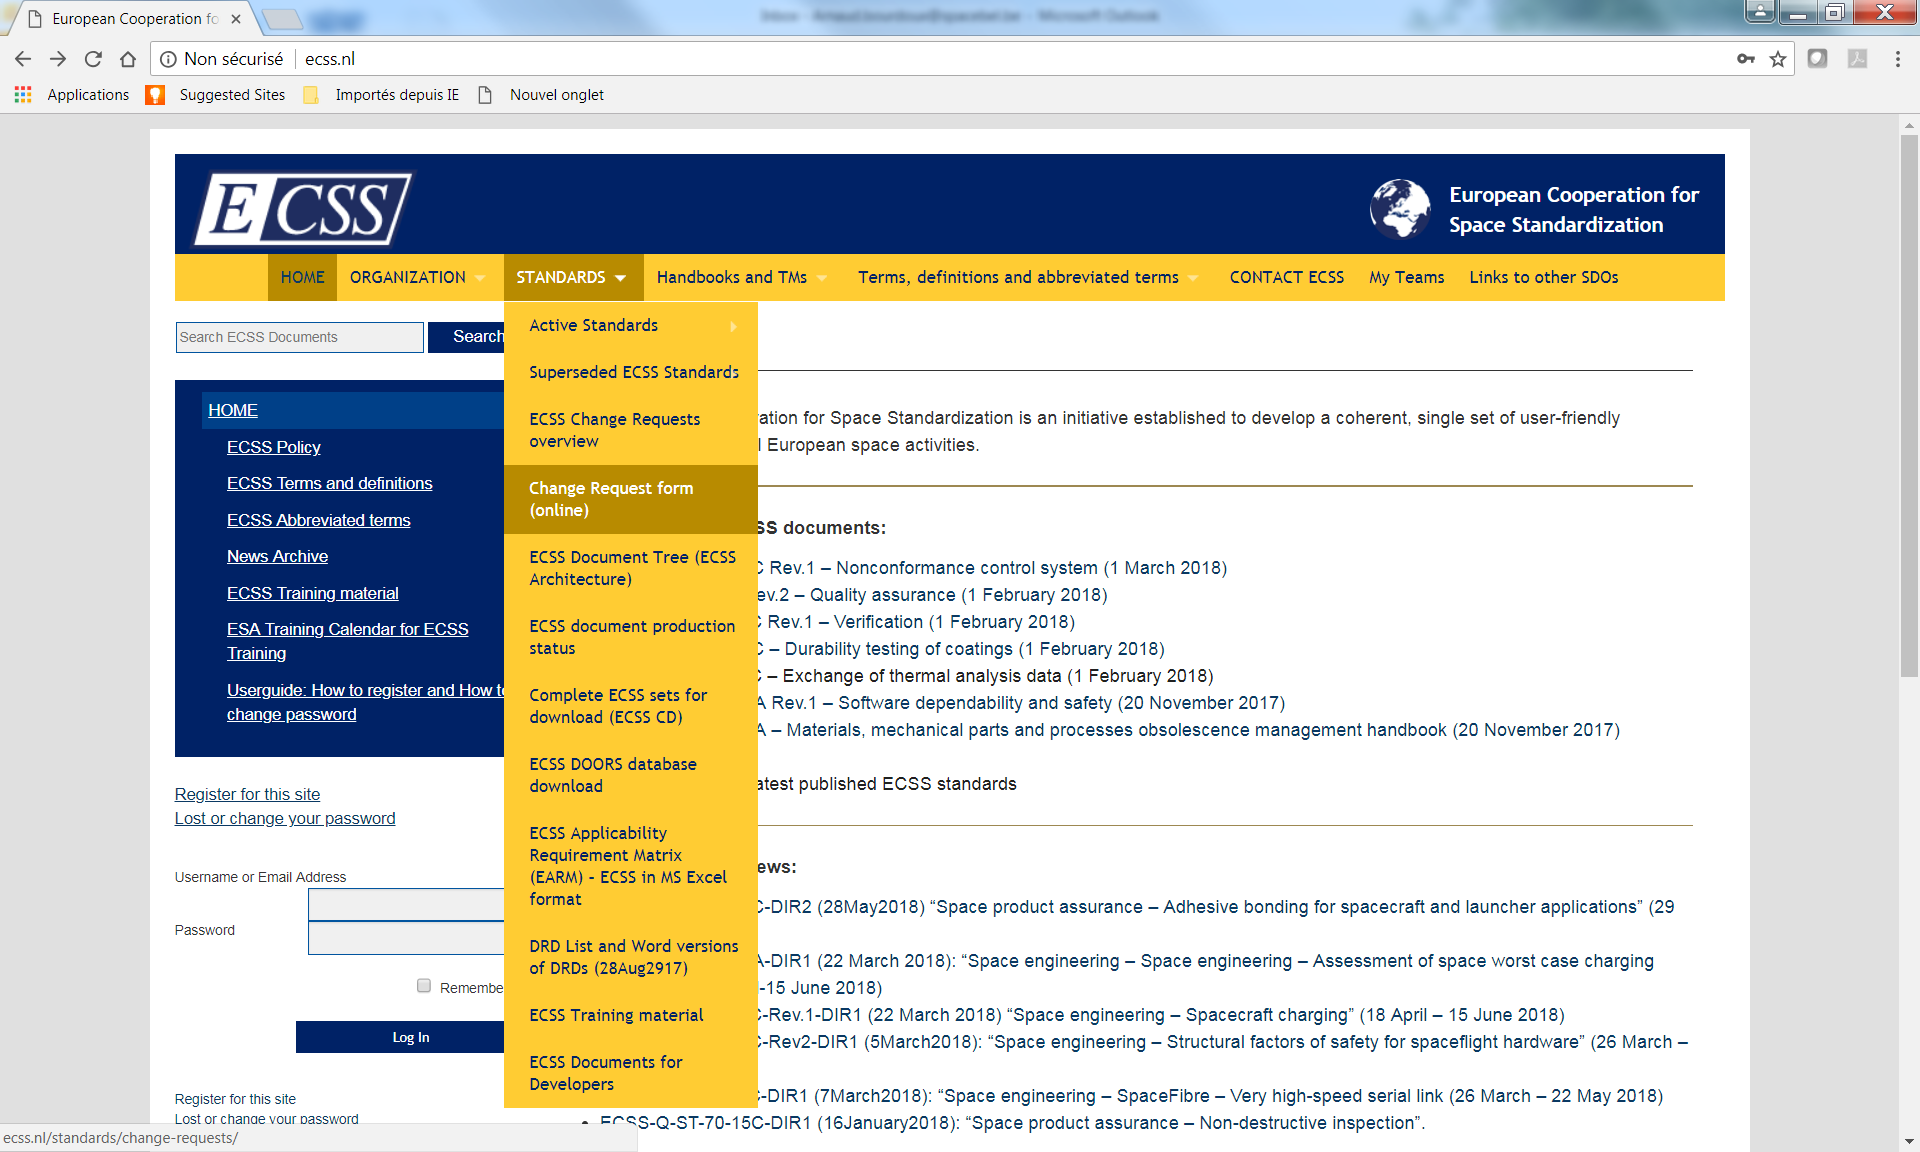 European Cooperation fo
Inbox - Arnaud.bourdoux@spacebel.be - Microsoft Outlook
Non sécurisé
ecss.nl
Applications
Suggested Sites
Importés depuis IE
Nouvel onglet
ECSS
European Cooperation for
Space Standardization
HOME
ORGANIZATION
STANDARDS
Handbooks and TMs
Terms, definitions and abbreviated terms
CONTACT ECSS
My Teams
Links to other SDOs
Search ECSS Documents
Search
HOME
ECSS Policy
ECSS Terms and definitions
ECSS Abbreviated terms
News Archive
ECSS Training material
ESA Training Calendar for ECSS
Training
Userguide: How to register and How to
change password
Register for this site
Lost or change your password
Username or Email Address
Password
Remembe
Log In
Register for this site
Lost or change your password
ecss.nl/standards/change-requests/
Active Standards
Superseded ECSS Standards
ECSS Change Requests
overview
Change Request form
(online)
ECSS Document Tree (ECSS
Architecture)
ECSS document production
status
Complete ECSS sets for
download (ECSS CD)
ECSS DOORS database
download
ECSS Applicability
Requirement Matrix
(EARM) - ECSS in MS Excel
format
DRD List and Word versions
of DRDs (28Aug2917)
ECSS Training material
ECSS Documents for
Developers
ation for Space Standardization is an initiative established to develop a coherent, single set of user-friendly
l European space activities.
SS documents:
C Rev.1 – Nonconformance control system (1 March 2018)
ev.2 – Quality assurance (1 February 2018)
C Rev.1 – Verification (1 February 2018)
C – Durability testing of coatings (1 February 2018)
C – Exchange of thermal analysis data (1 February 2018)
A Rev.1 – Software dependability and safety (20 November 2017)
A – Materials, mechanical parts and processes obsolescence management handbook (20 November 2017)
atest published ECSS standards
ews:
C-DIR2 (28May2018) “Space product assurance – Adhesive bonding for spacecraft and launcher applications” (29
A-DIR1 (22 March 2018): “Space engineering – Space engineering – Assessment of space worst case charging
-15 June 2018)
C-Rev.1-DIR1 (22 March 2018) “Space engineering – Spacecraft charging” (18 April – 15 June 2018)
C-Rev2-DIR1 (5March2018): “Space engineering – Structural factors of safety for spaceflight hardware” (26 March –
C-DIR1 (7March2018): “Space engineering – SpaceFibre – Very high-speed serial link (26 March – 22 May 2018)
ECSS-Q-ST-70-15C-DIR1 (16January2018): “Space product assurance – Non-destructive inspection”.